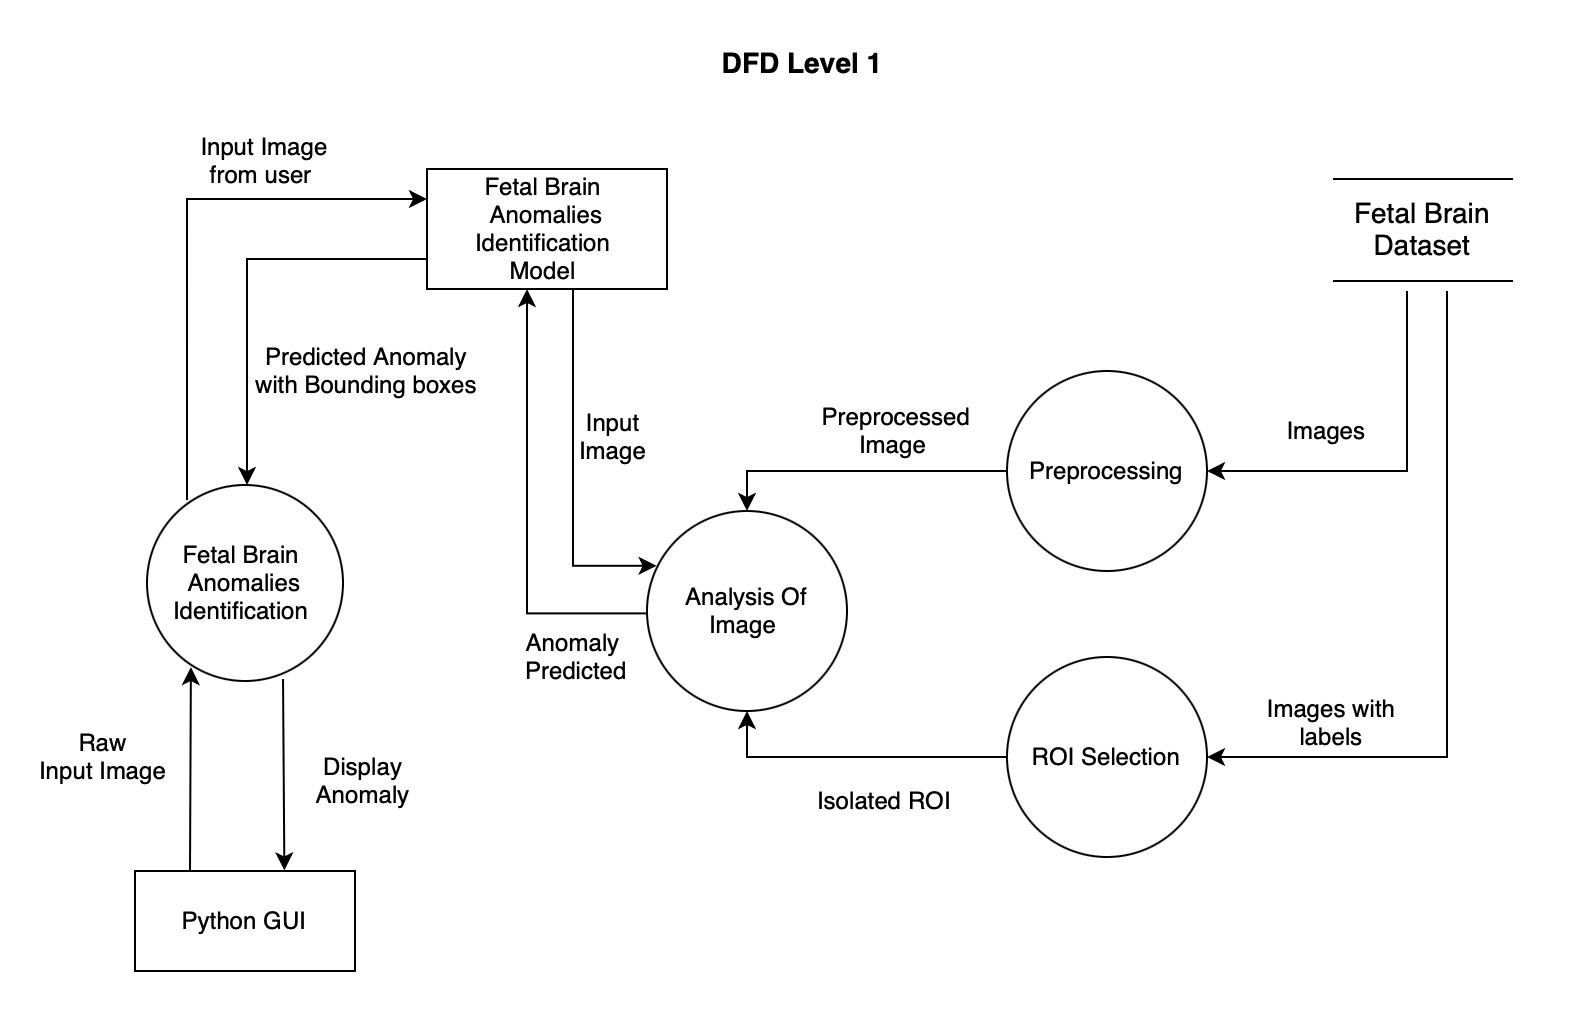 DFD Level 1
Input Image
from user
Fetal Brain
Anomalies
Identification
Model
Fetal Brain
Dataset
Predicted Anomaly
with Bounding boxes
Input
Image
Preprocessed
Image
Preprocessing
Images
Fetal Brain
Anomalies
Identification
Analysis Of
Image
Anomaly
Predicted
Raw
Input Image
Display
Anomaly
Isolated ROI
ROI Selection
Images with
labels
Python GUI